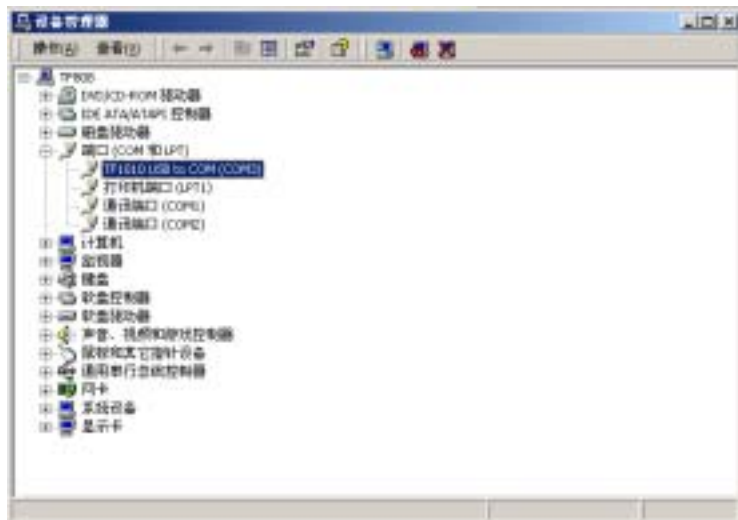 设备管理器
操作(A) 查看(V)
TP808
DVD/CD-ROM 驱动器
IDE ATA/ATAPI 控制器
磁盘驱动器
端口 (COM 和 LPT)
TP1010 USB to COM (COM3)
打印机端口 (LPT1)
通讯端口 (COM1)
通讯端口 (COM2)
计算机
监视器
键盘
软盘控制器
软盘驱动器
声音、视频和游戏控制器
鼠标和其它指针设备
通用串行总线控制器
网卡
系统设备
显示卡